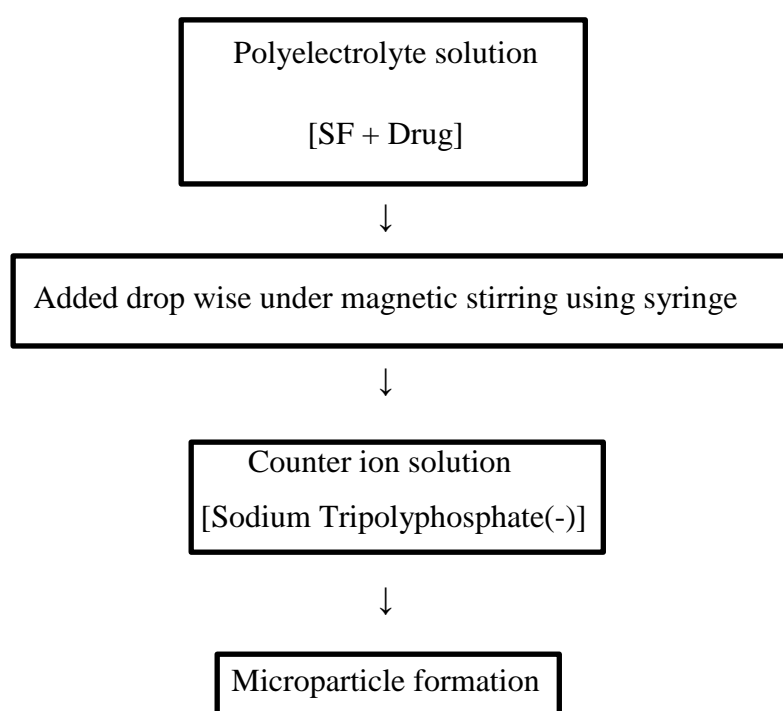 Polyelectrolyte solution
[SF + Drug]
↓
Added drop wise under magnetic stirring using syringe
↓
Counter ion solution
[Sodium Tripolyphosphate(-)]
↓
Microparticle formation